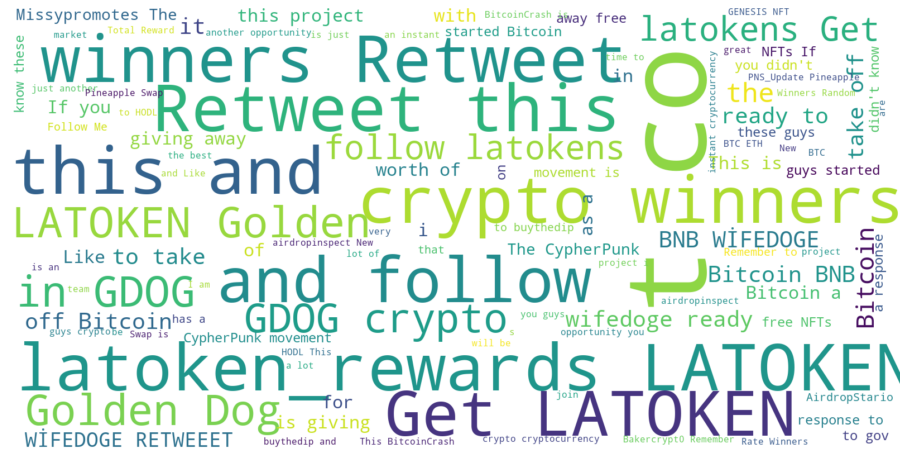 Missypromotes The
it
this project
with
BitcoinCrash is
away free
GENESIS NFT
latokens Get
market
Total Reward
another opportunity
is just
an instant
started Bitcoin
know these
winners Retweet
in
time to
co
t
great
NFTs If
you didn't
didn't know
are
take off
just another
Pineapple Swap
PNS_Update Pineapple
instant cryptocurrency
the
Winners Random
If you
to HODL
Retweet this
ready to
Follow Me
giving away
these guys
follow latokens
BTC ETH
New
BTC
the best
this and
and Like
worth of
on
movement is
this is
guys started
crypto winners
LATOKEN Golden
very
i
as a
to buythedip
BNB WİFEDOGE
of
airdropinspect New
lot of
that
The CypherPunk
Remember to
project
Bitcoin
a response
Like
to take
is an
team
I am
project i
and follow
Bitcoin BNB
in
GDOG
Bitcoin a
airdropinspect
off Bitcoin
has a
GDOG crypto
you guys
wifedoge ready
free NFTs
guys crypto
be
Swap is
CypherPunk movement
s
opportunity you
will be
HODL This
a lot
latoken_rewards LATOKEN
join
Golden Dog
for
Get LATOKEN
AirdropStario
is giving
response to
WİFEDOGE RETWEEET
buythedip and
This BitcoinCrash
crypto cryptocurrency
BakercryptO Remember
Rate Winners
to gov